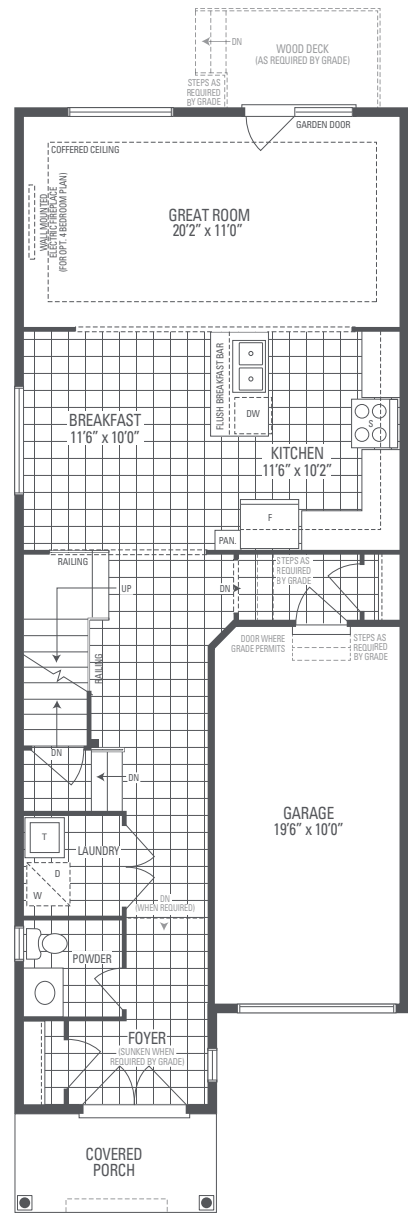 DN
WOOD DECK
(AS REQUIRED BY GRADE)
STEPS AS
REQUIRED
BY GRADE
GARDEN DOOR
COFFERED CEILING
WALL MOUNTED
ELECTRIC FIREPLACE
(FOR OPT. 4 BEDROOM PLAN)
GREAT ROOM
20'2" x 11'0"
FLUSH BREAKFAST BAR
DW
S
BREAKFAST
11'6" x 10'0"
KITCHEN
11'6" x 10'2"
F
PAN.
RAILING
UP
DN
STEPS AS
REQUIRED
BY GRADE
RAILING
DOOR WHERE
GRADE PERMITS
STEPS AS
REQUIRED
BY GRADE
DN
DN
GARAGE
19'6" x 10'0"
T
LAUNDRY
D
W
DN
(WHEN REQUIRED)
POWDER
FOYER
(SUNKEN WHEN
REQUIRED BY GRADE)
COVERED
PORCH